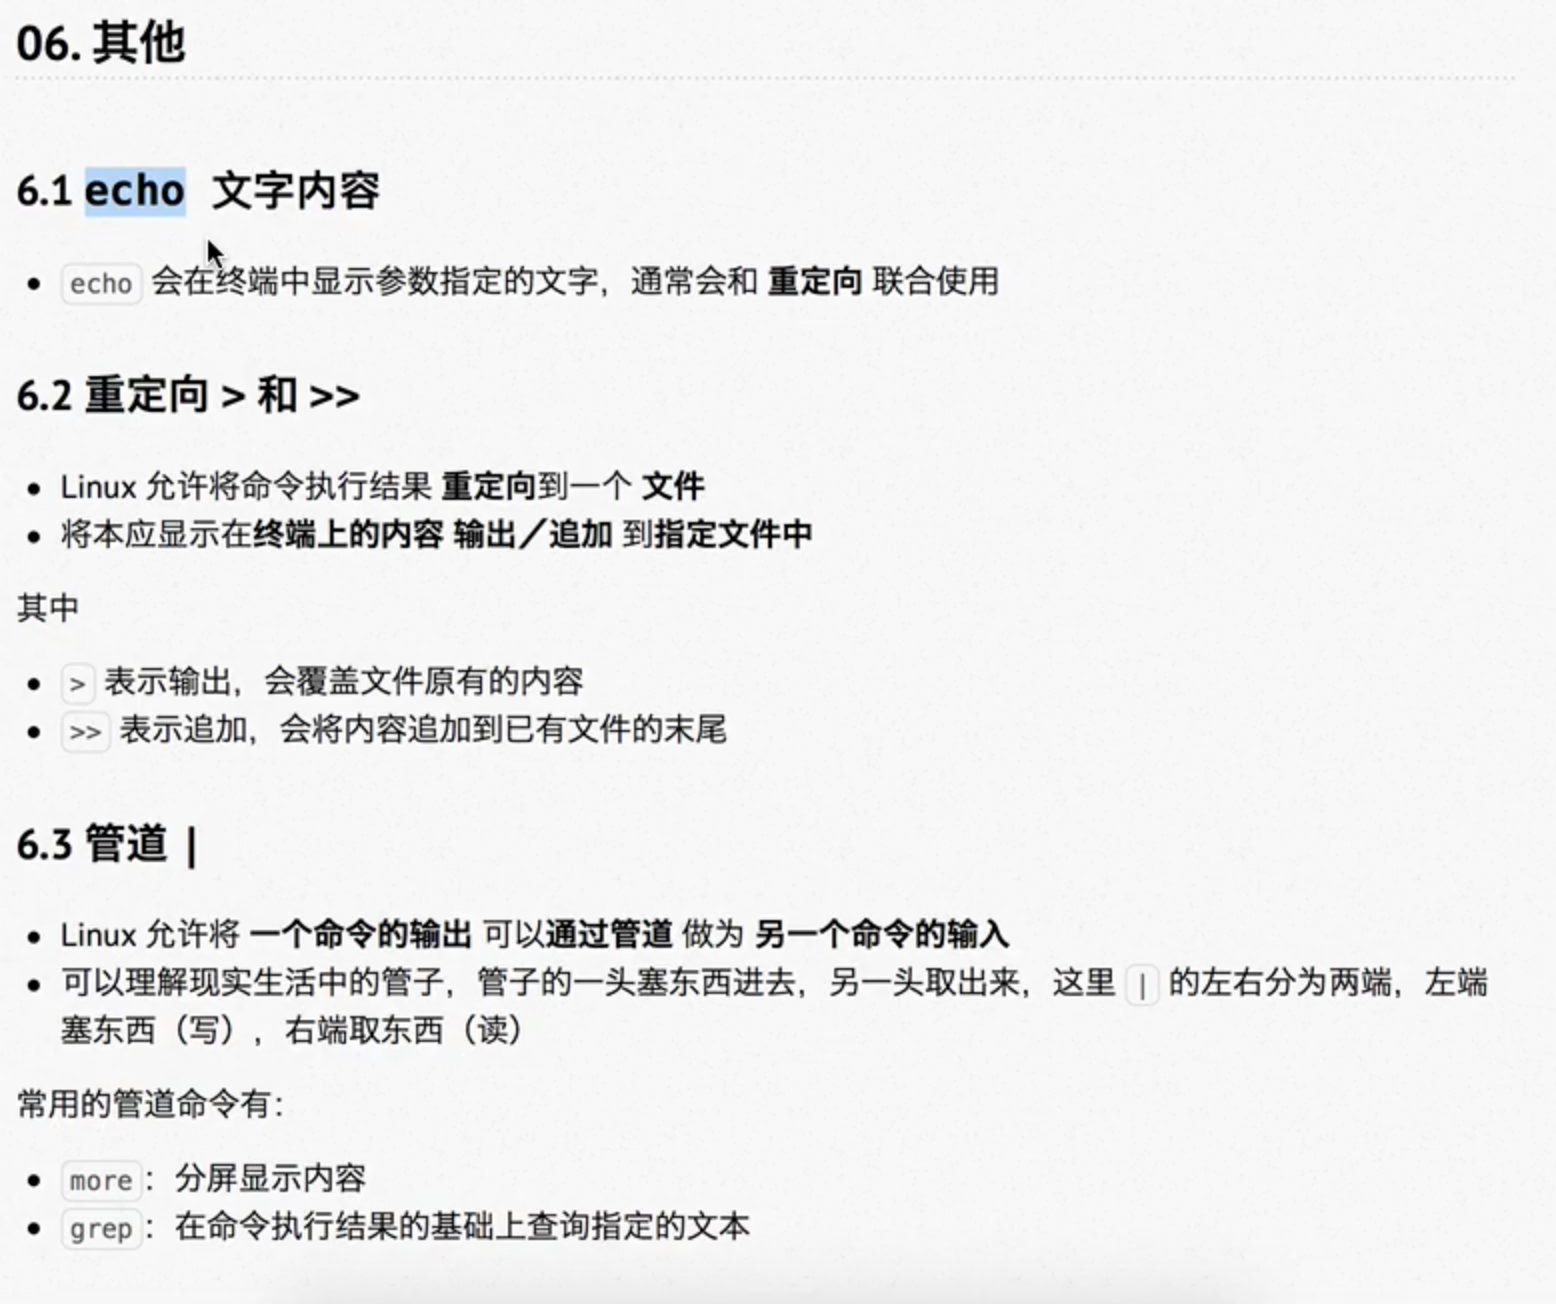 06. 其他
6.1 echo 文字内容
• echo 会在终端中显示参数指定的文字，通常会和 重定向 联合使用
6.2 重定向 > 和 >>
• Linux 允许将命令执行结果 重定向到一个 文件
• 将本应显示在终端上的内容 输出／追加 到指定文件中
其中
• > 表示输出，会覆盖文件原有的内容
• >> 表示追加，会将内容追加到已有文件的末尾
6.3 管道 |
• Linux 允许将 一个命令的输出 可以通过管道 做为 另一个命令的输入
• 可以理解现实生活中的管子，管子的一头塞东西进去，另一头取出来，这里 | 的左右分为两端，左端
塞东西（写），右端取东西（读）
常用的管道命令有：
• more：分屏显示内容
• grep：在命令执行结果的基础上查询指定的文本